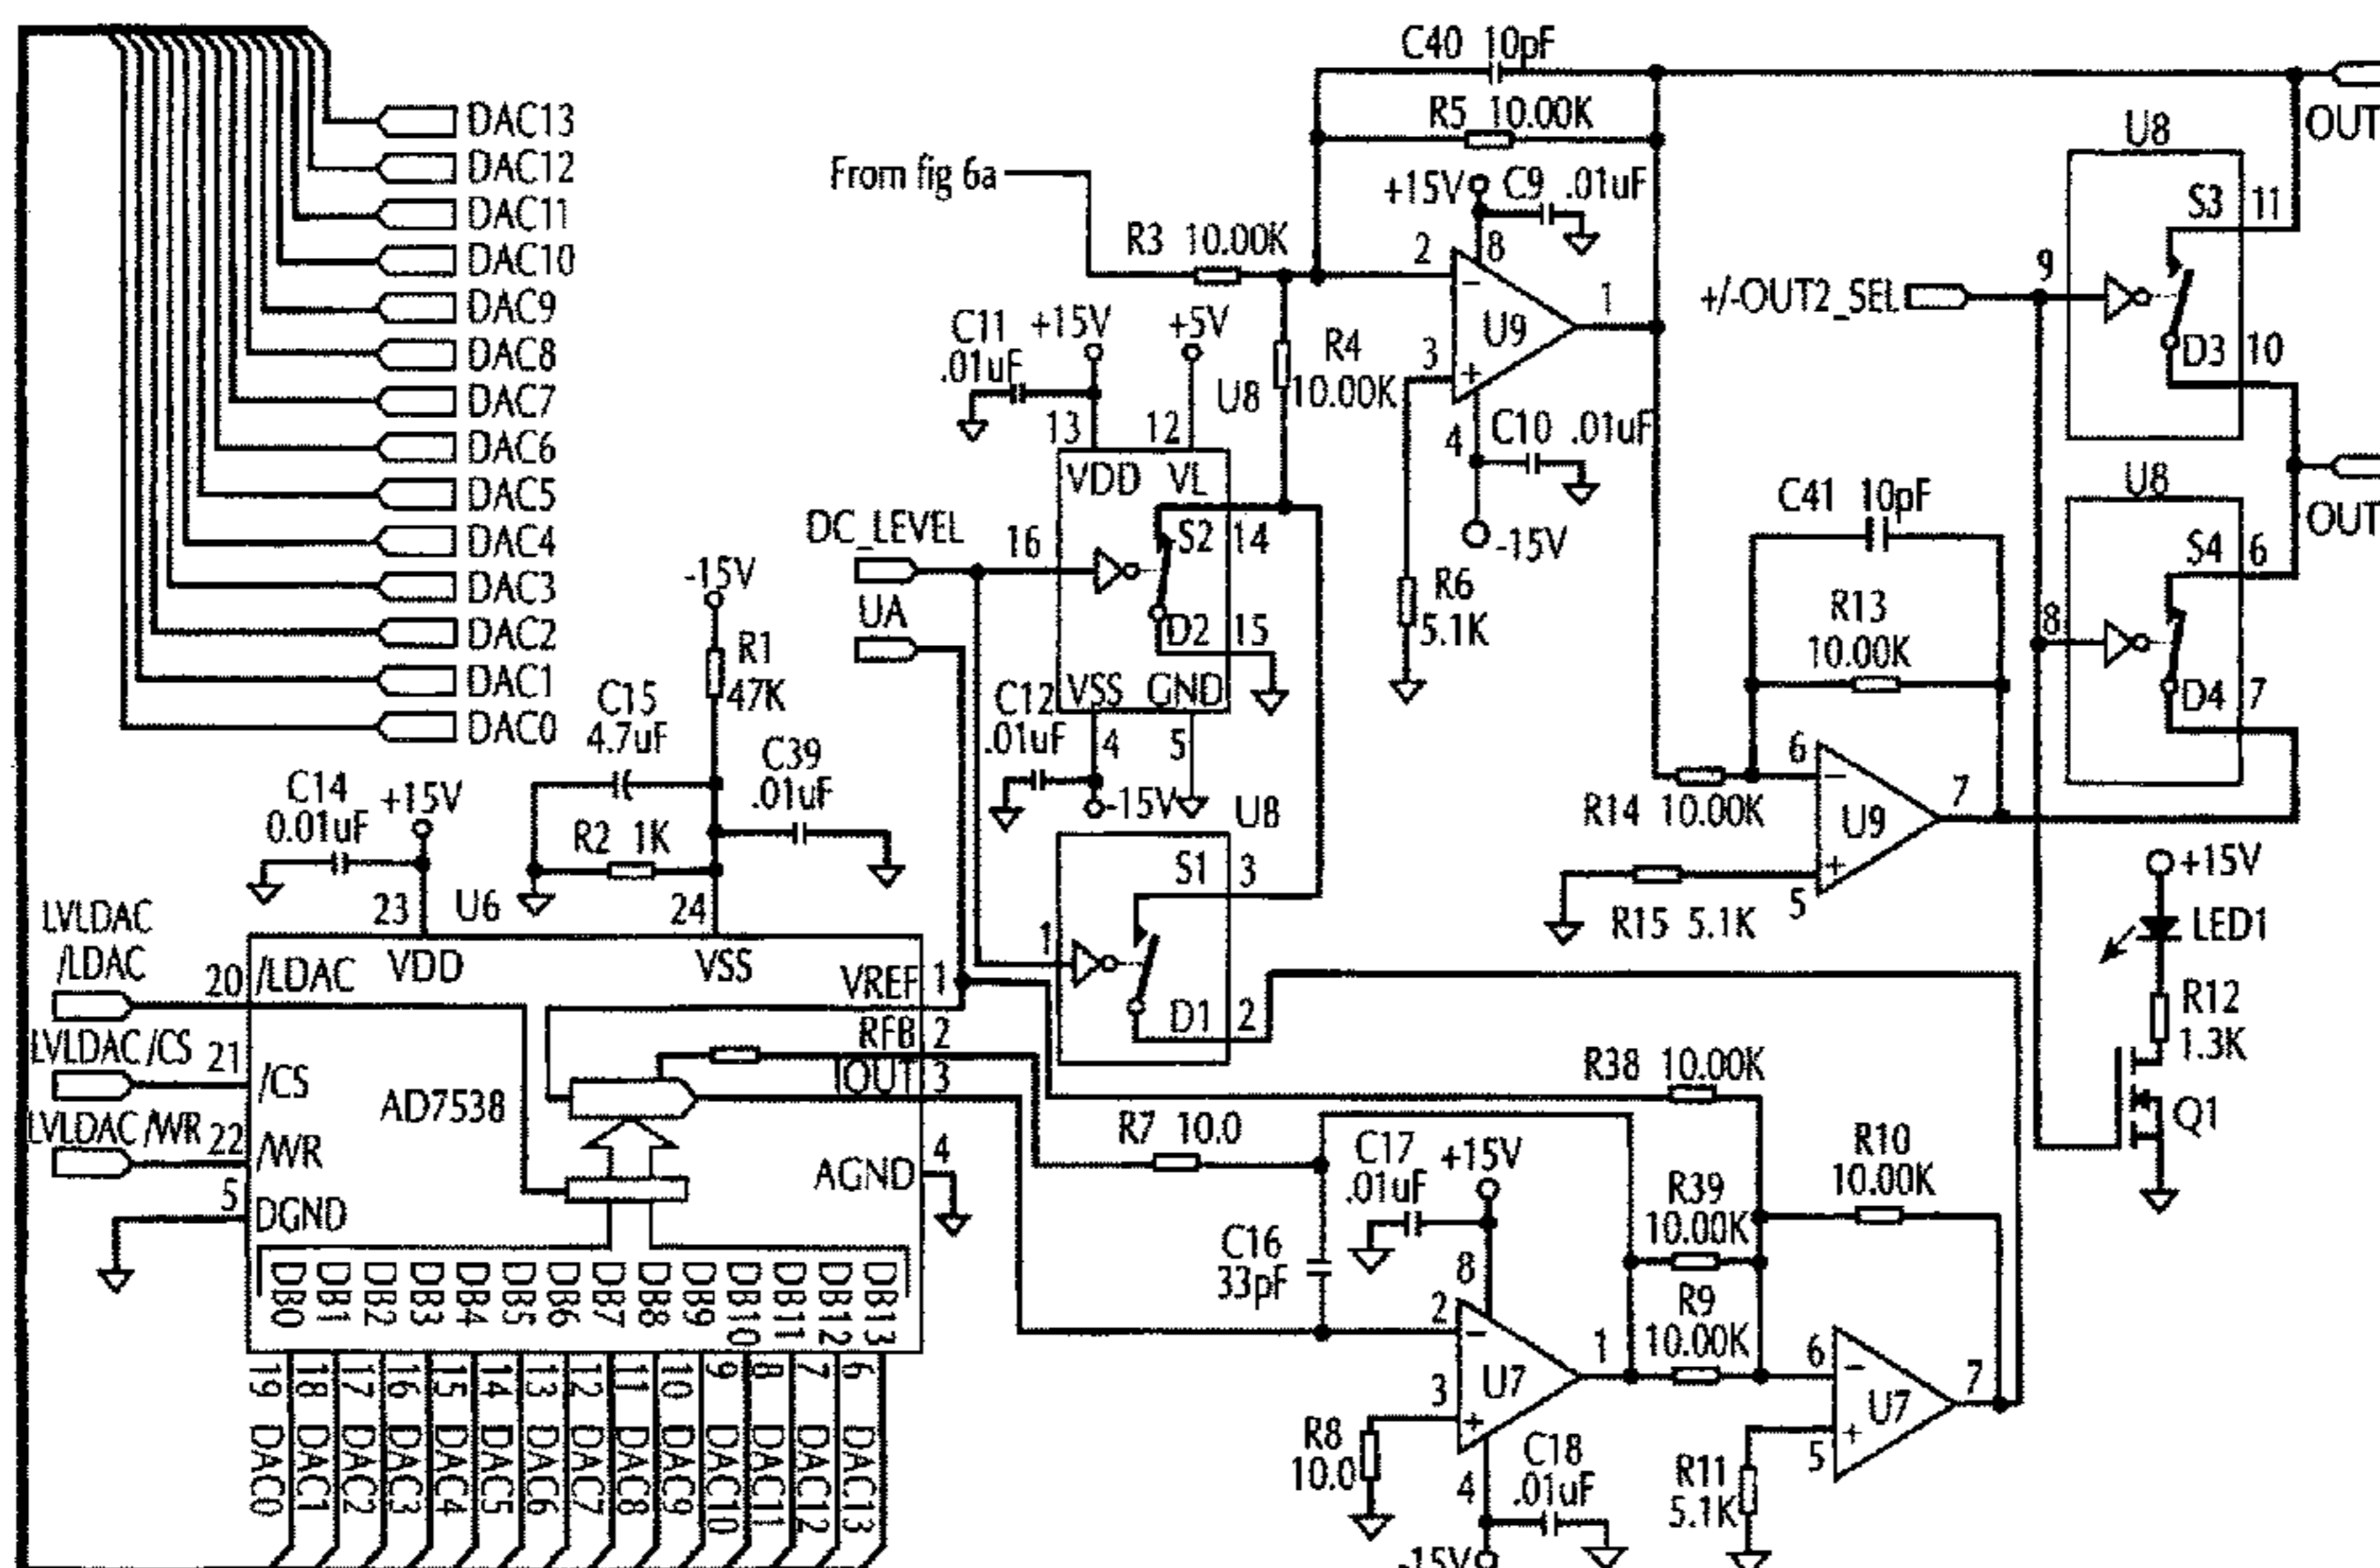 DAC13
DAC12
DAC11
DAC10
DAC9
DAC8
DAC7
DAC6
DAC5
DAC4
DAC3
DAC2
DAC1
DAC0
C14
0.01uF
+15V
C15
4.7uF
-15V
R1
47K
C39
.01uF
R2 1K
23
U6
24
LVLDAC
/LDAC
20
/LDAC
VDD
VSS
VREF
1
RFB
2
IOUT
3
LVLDAC /CS
21
/CS
AD7538
LVLDAC /WR
22
/WR
AGND
4
5
DGND
DB0
DB1
DB2
DB3
DB4
DB5
DB6
DB7
DB8
DB9
DB10
DB11
DB12
DB13
19
18
17
16
15
14
13
12
11
10
9
8
7
6
DAC0
DAC1
DAC2
DAC3
DAC4
DAC5
DAC6
DAC7
DAC8
DAC9
DAC10
DAC11
DAC12
DAC13
From fig 6a
C40 10pF
R5 10.00K
+15V
C9 .01uF
R3 10.00K
2
8
-
U9
1
3
+
4
C10 .01uF
-15V
R4
10.00K
R6
5.1K
C11
.01uF
+15V
+5V
U8
13
12
VDD
VL
DC_LEVEL
16
S2
14
UA
D2
15
VSS
GND
C12
.01uF
4
5
-15V
U8
S1
3
1
D1
2
+/-OUT2_SEL
9
U8
S3
11
D3
10
OUT
U8
S4
6
OUT
8
D4
7
C41 10pF
R13
10.00K
6
-
R14 10.00K
U9
7
+
5
R15 5.1K
+15V
LED1
R12
1.3K
Q1
R38 10.00K
R7 10.0
C17
.01uF
+15V
C16
33pF
8
2
-
U7
1
3
+
4
R8
10.0
C18
.01uF
-15V
R39
10.00K
R9
10.00K
R10
10.00K
6
-
U7
7
+
5
R11
5.1K